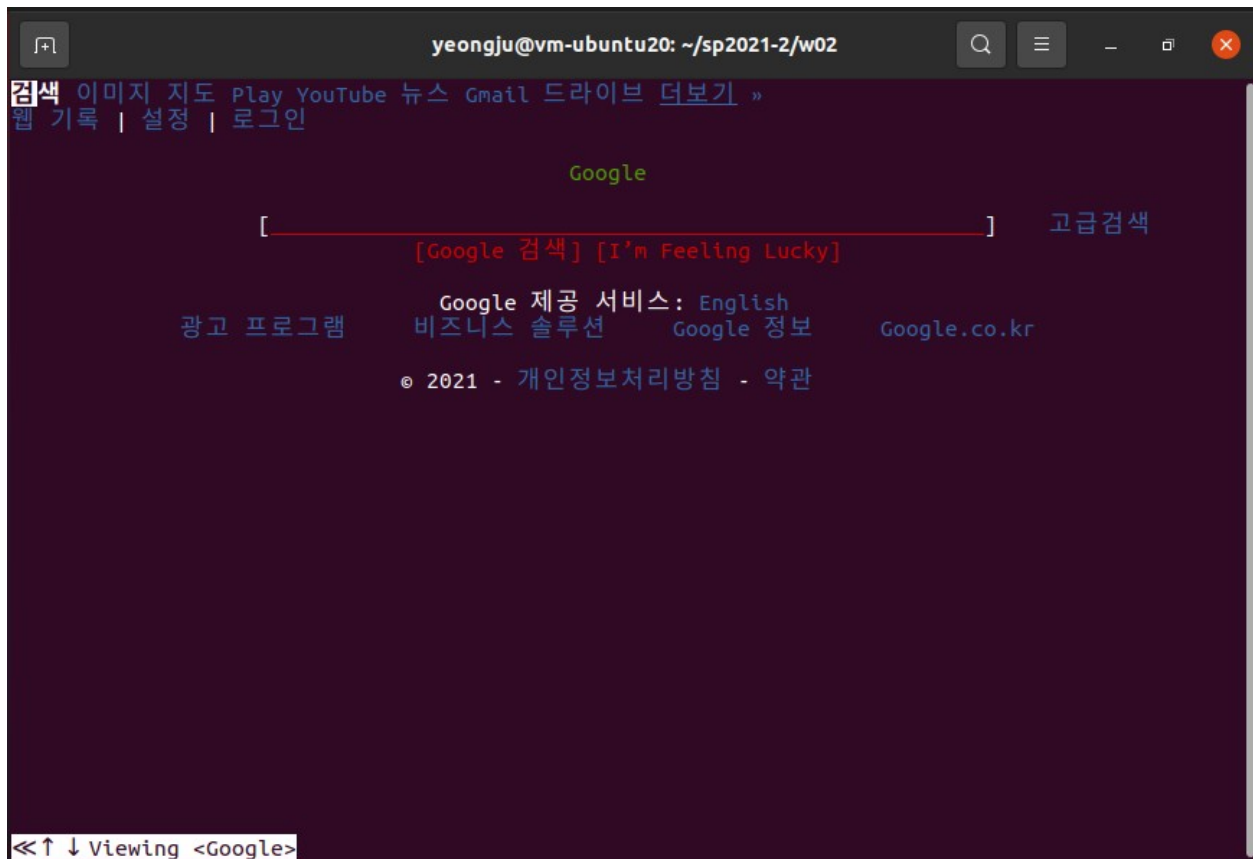 yeongju@vm-ubuntu20: ~/sp2021-2/w02
검색 이미지 지도 Play YouTube 뉴스 Gmail 드라이브 더보기 »
웹 기록 | 설정 | 로그인
Google
[ ] 고급검색
[Google 검색] [I'm Feeling Lucky]
Google 제공 서비스: English
광고 프로그램 비즈니스 솔루션 Google 정보 Google.co.kr
© 2021 - 개인정보처리방침 - 약관
≪↑ ↓ Viewing <Google>